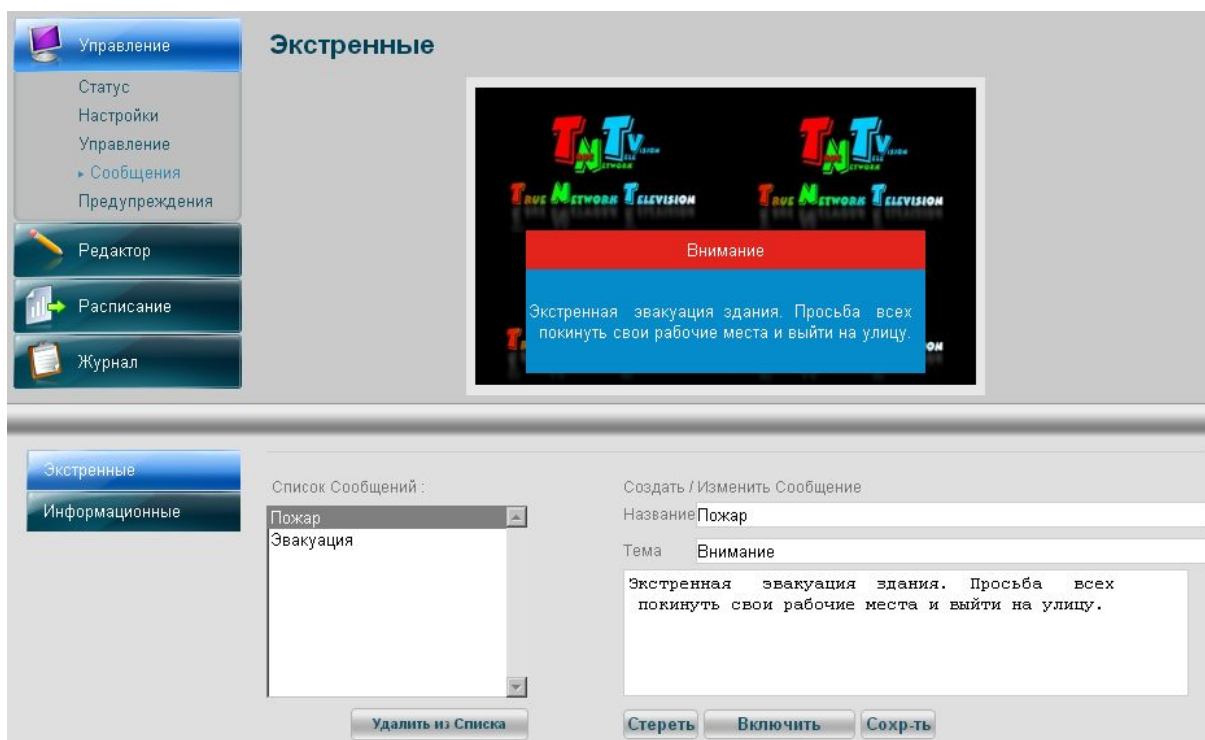 Управление
Статус
Настройки
Управление
Сообщения
Предупреждения
Редактор
Расписание
Журнал
Экстренные
TRUE NETWORK TELEVISION
TRUE NETWORK TELEVISION
Внимание
Экстренная эвакуация здания. Просьба всех
покинуть свои рабочие места и выйти на улицу.
Экстренные
Информационные
Список Сообщений :
Пожар
Эвакуация
Удалить из Списка
Создать / Изменить Сообщение
Название Пожар
Тема Внимание
Экстренная эвакуация здания. Просьба всех
покинуть свои рабочие места и выйти на улицу.
Стереть Включить Сохр-ть